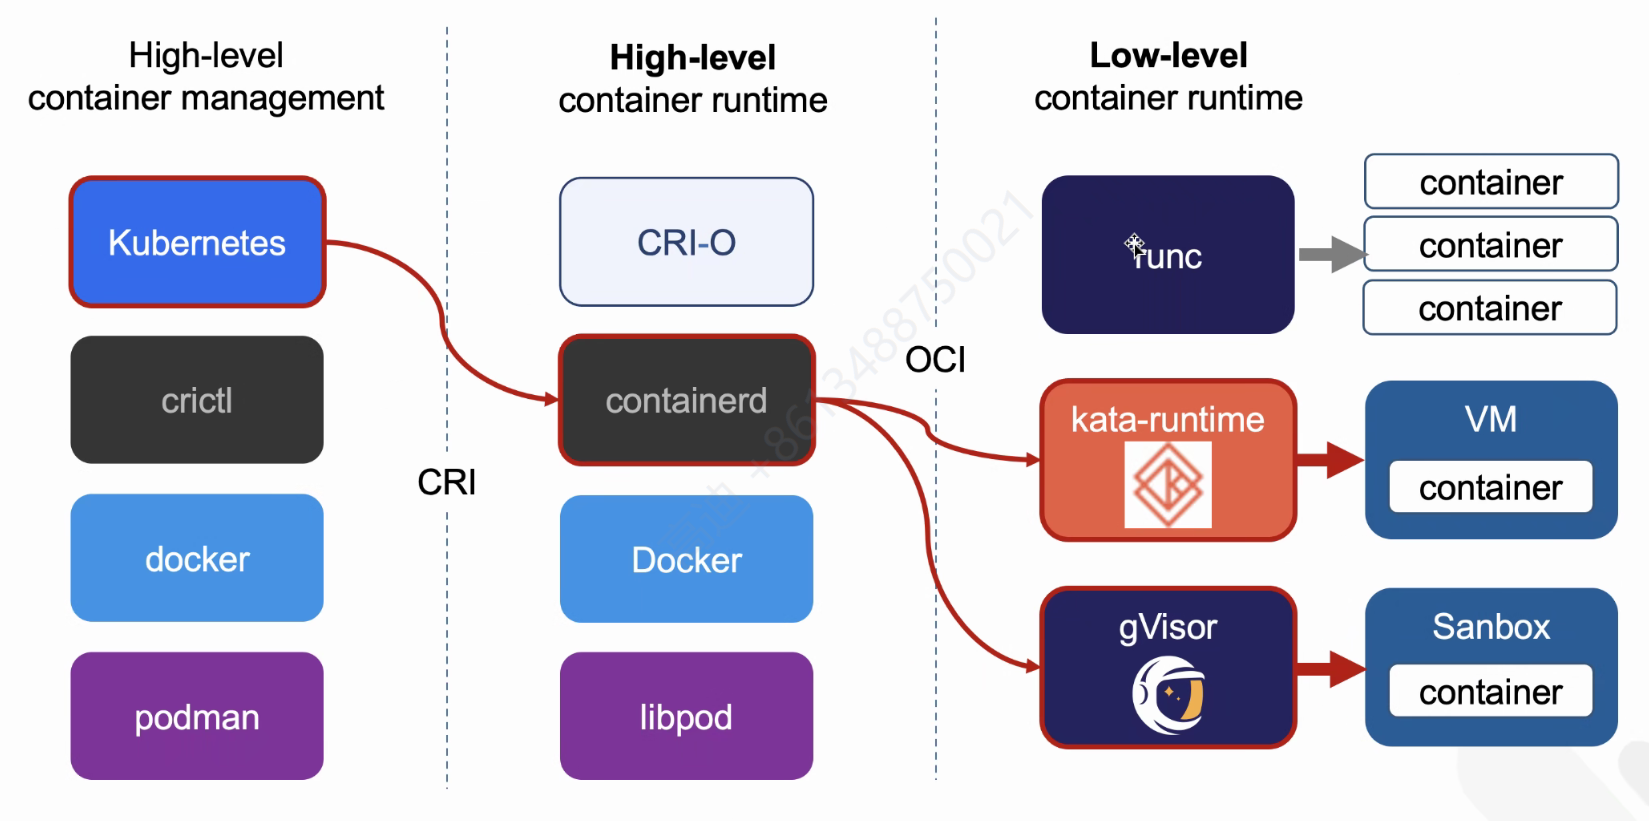 High-level
container management
High-level
container runtime
Low-level
container runtime
Kubernetes
crictl
docker
podman
CRI
CRI-O
containerd
Docker
libpod
OCI
runc
container
container
container
kata-runtime
VM
container
gVisor
Sanbox
container
+8613488750021